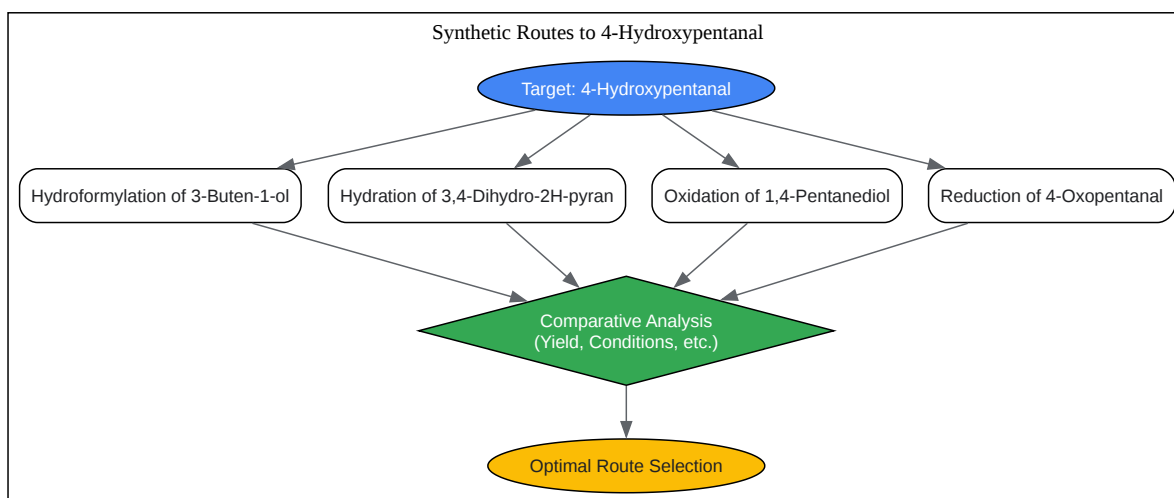 Synthetic Routes to 4-Hydroxypentanal
Target: 4-Hydroxypentanal
Hydroformylation of 3-Buten-1-ol
Hydration of 3,4-Dihydro-2H-pyran
Oxidation of 1,4-Pentanediol
Reduction of 4-Oxopentanal
Comparative Analysis
(Yield, Conditions, etc.)
Optimal Route Selection